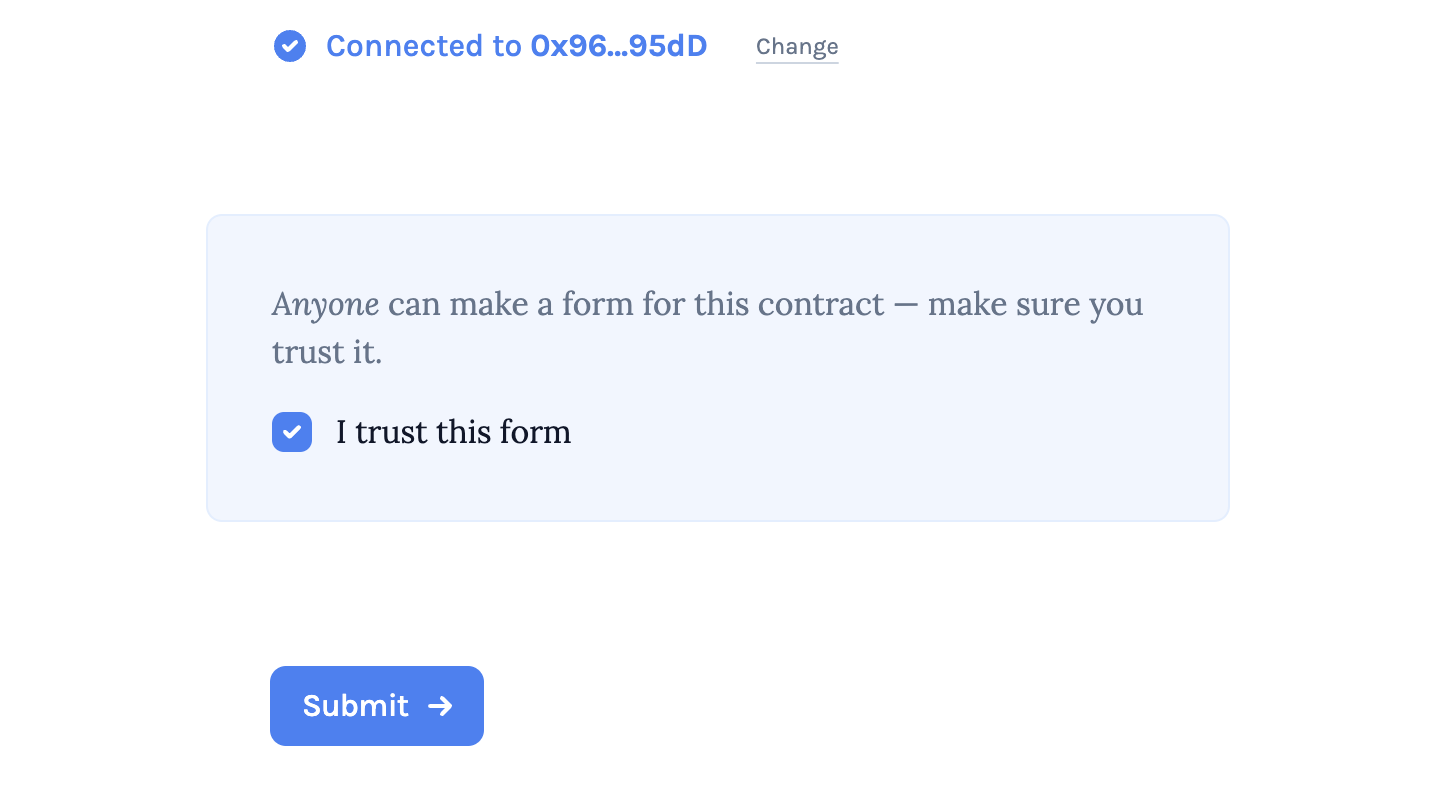 Connected to 0x96...95dD Change
Anyone can make a form for this contract — make sure you
trust it.
I trust this form
Submit